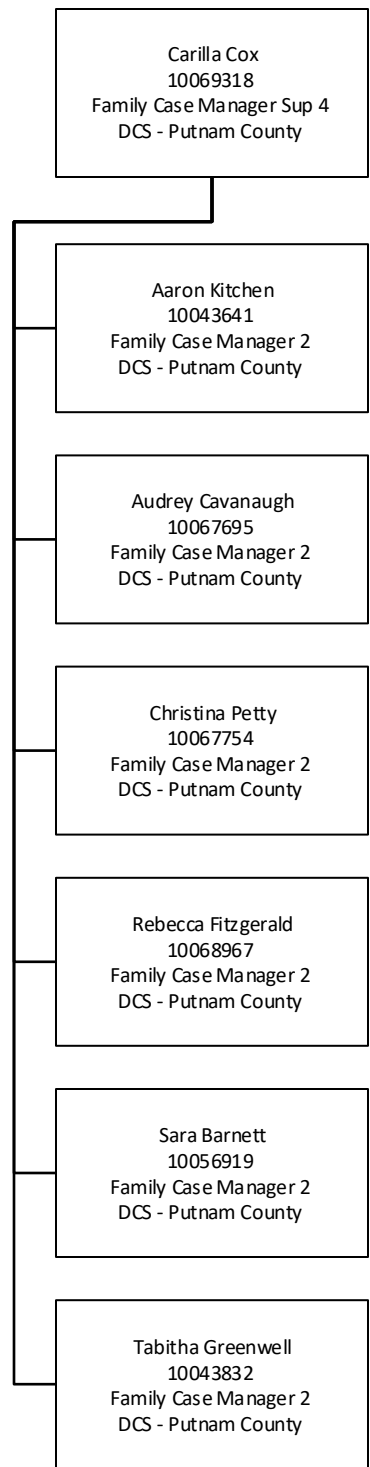 Carilla Cox
10069318
Family Case Manager Sup 4
DCS - Putnam County
Aaron Kitchen
10043641
Family Case Manager 2
DCS - Putnam County
Audrey Cavanaugh
10067695
Family Case Manager 2
DCS - Putnam County
Christina Petty
10067754
Family Case Manager 2
DCS - Putnam County
Rebecca Fitzgerald
10068967
Family Case Manager 2
DCS - Putnam County
Sara Barnett
10056919
Family Case Manager 2
DCS - Putnam County
Tabitha Greenwell
10043832
Family Case Manager 2
DCS - Putnam County